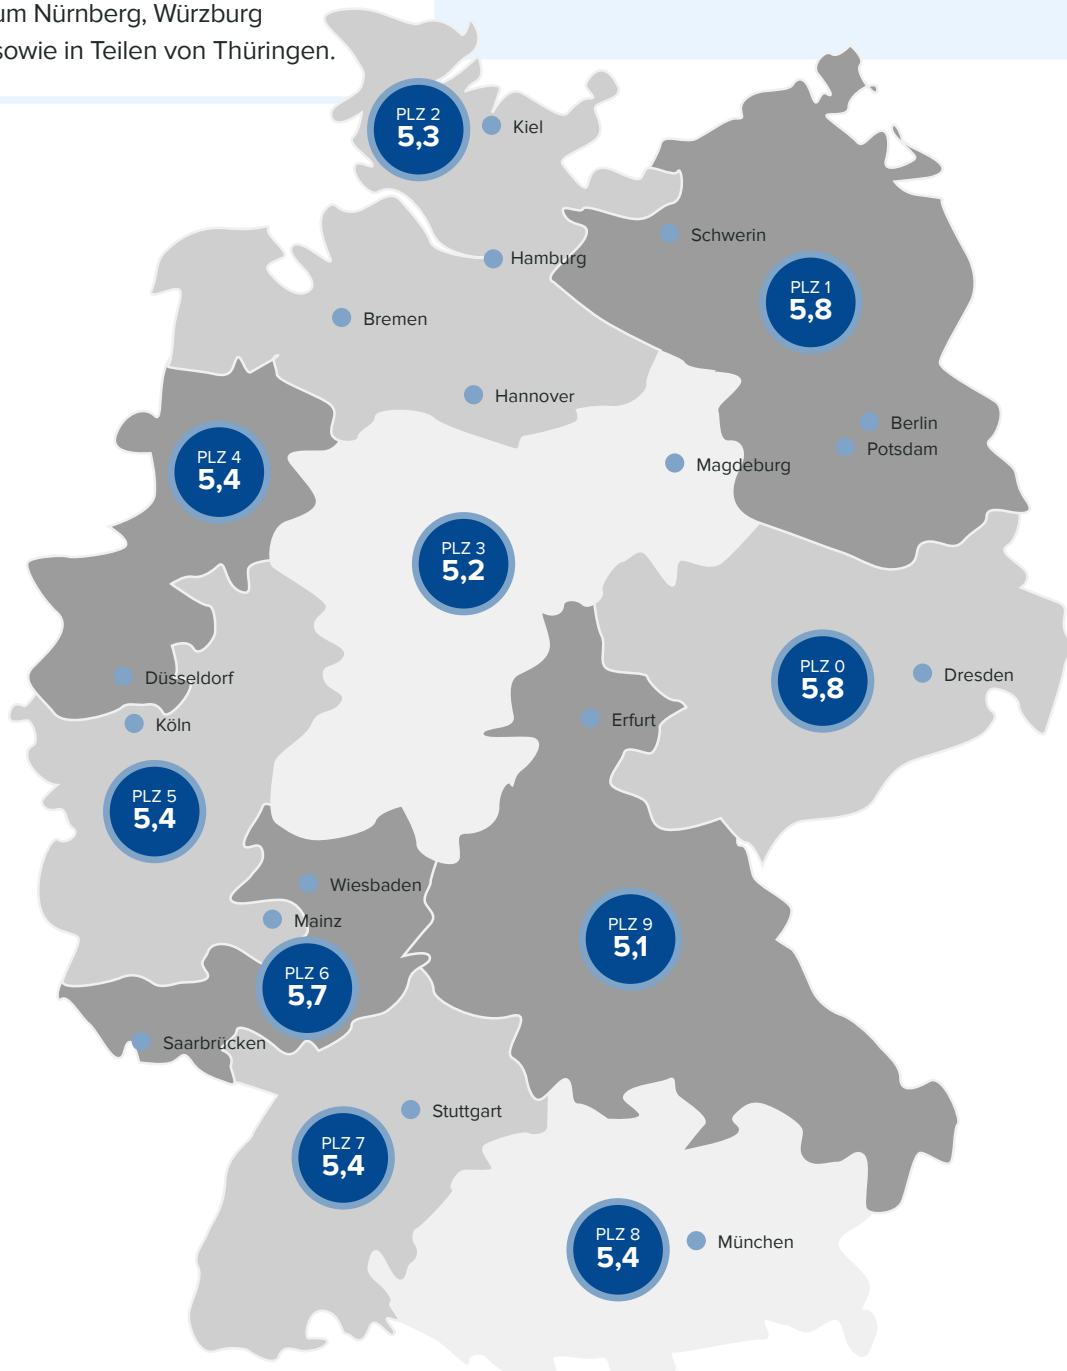 um Nürnberg, Würzburg
sowie in Teilen von Thüringen.
PLZ 2
5,3
Kiel
Schwerin
Hamburg
PLZ 1
5,8
Bremen
Hannover
Berlin
Potsdam
PLZ 4
5,4
Magdeburg
PLZ 3
5,2
Düsseldorf
PLZ 0
5,8
Dresden
Köln
Erfurt
PLZ 5
5,4
Wiesbaden
Mainz
PLZ 9
5,1
PLZ 6
5,7
Saarbrücken
Stuttgart
PLZ 7
5,4
PLZ 8
5,4
München